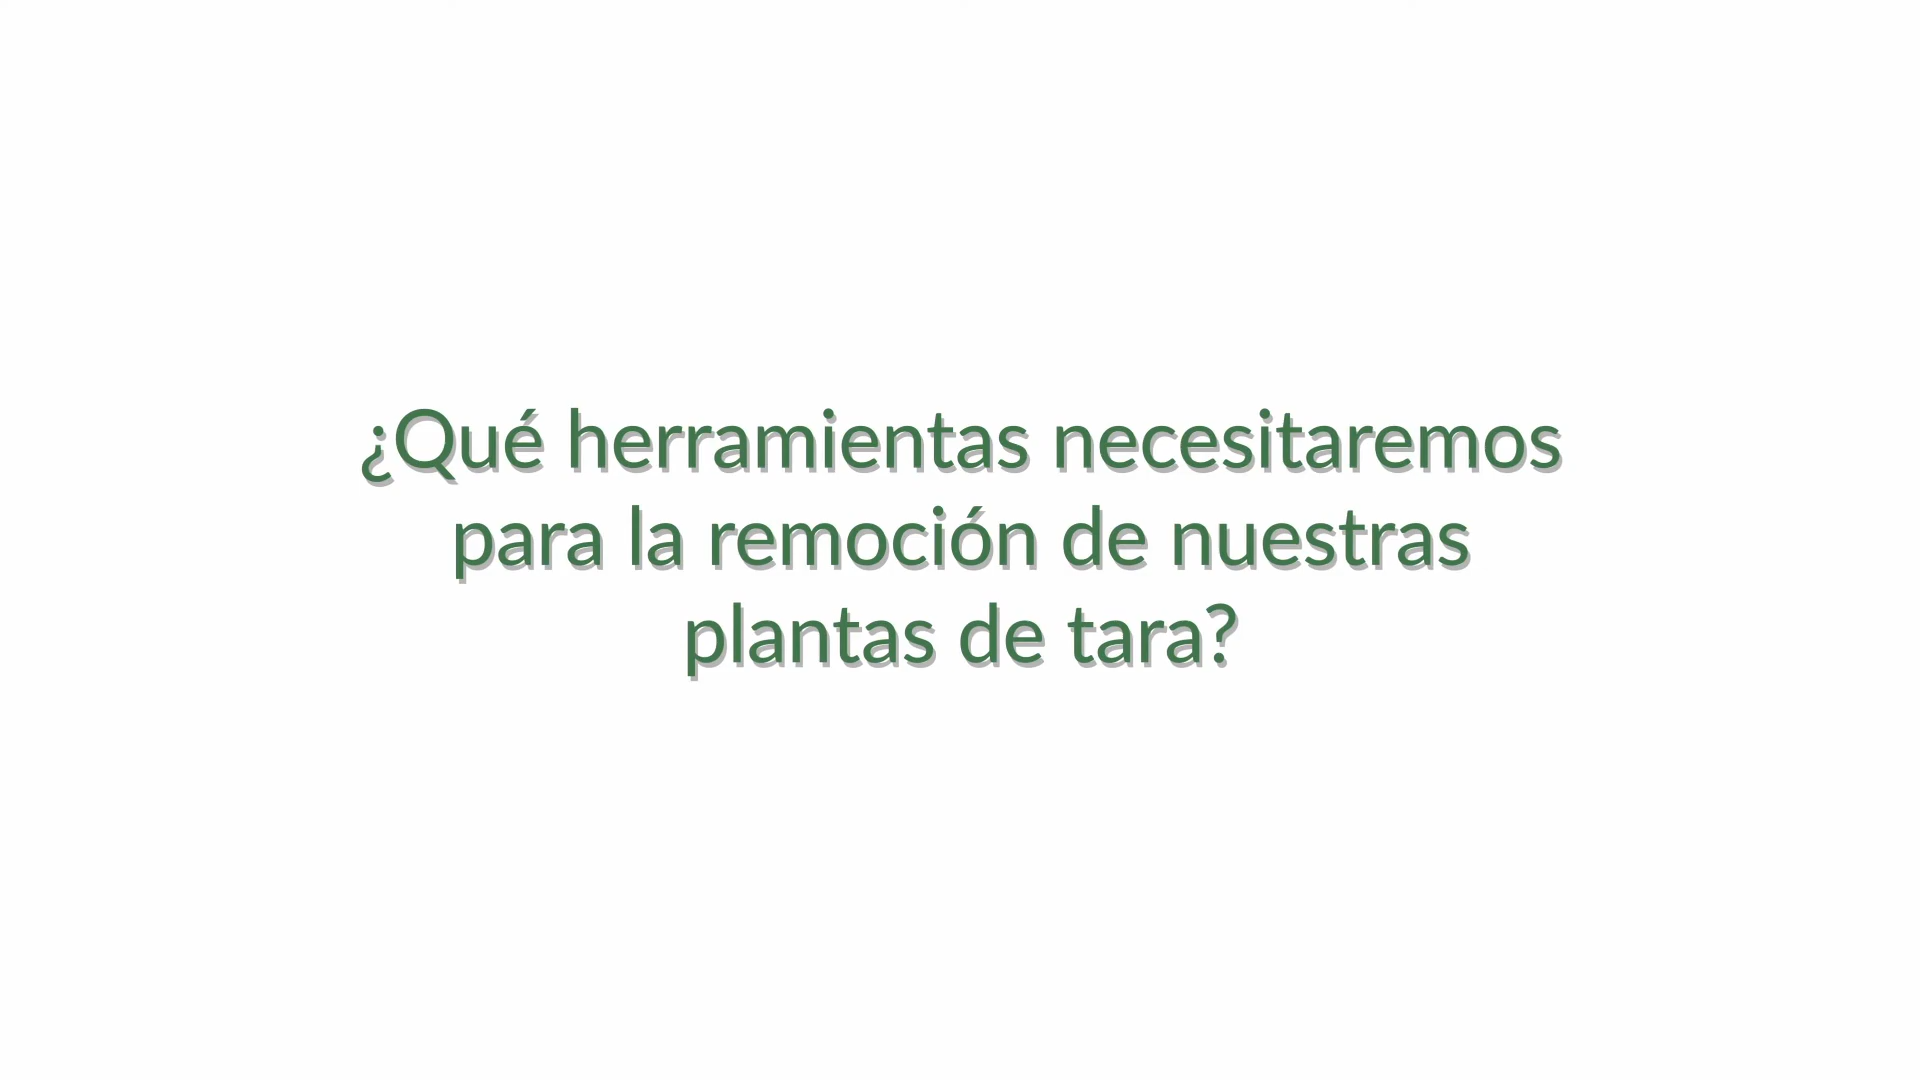 ¿Qué herramientas necesitaremos
para la remoción de nuestras
plantas de tara?